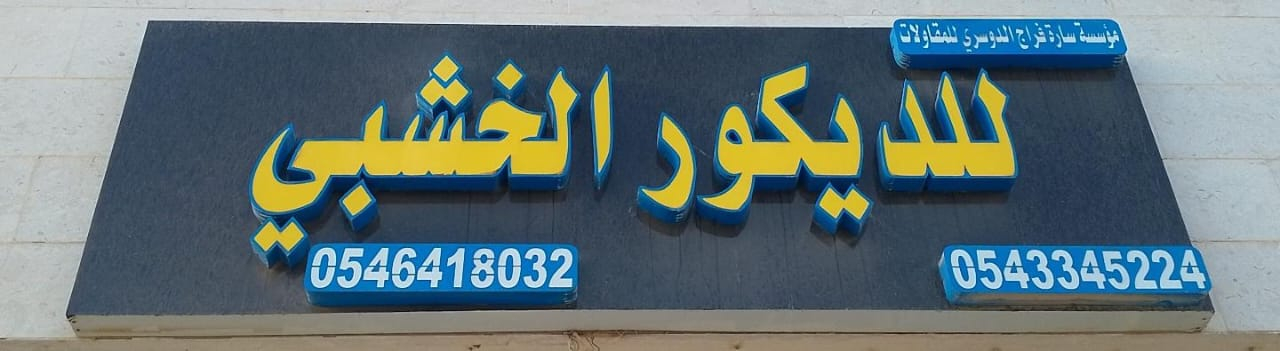 مؤسسة سارة فراج الدوسري للمقاولات
للديكور الخشبي
0543345224
0546418032